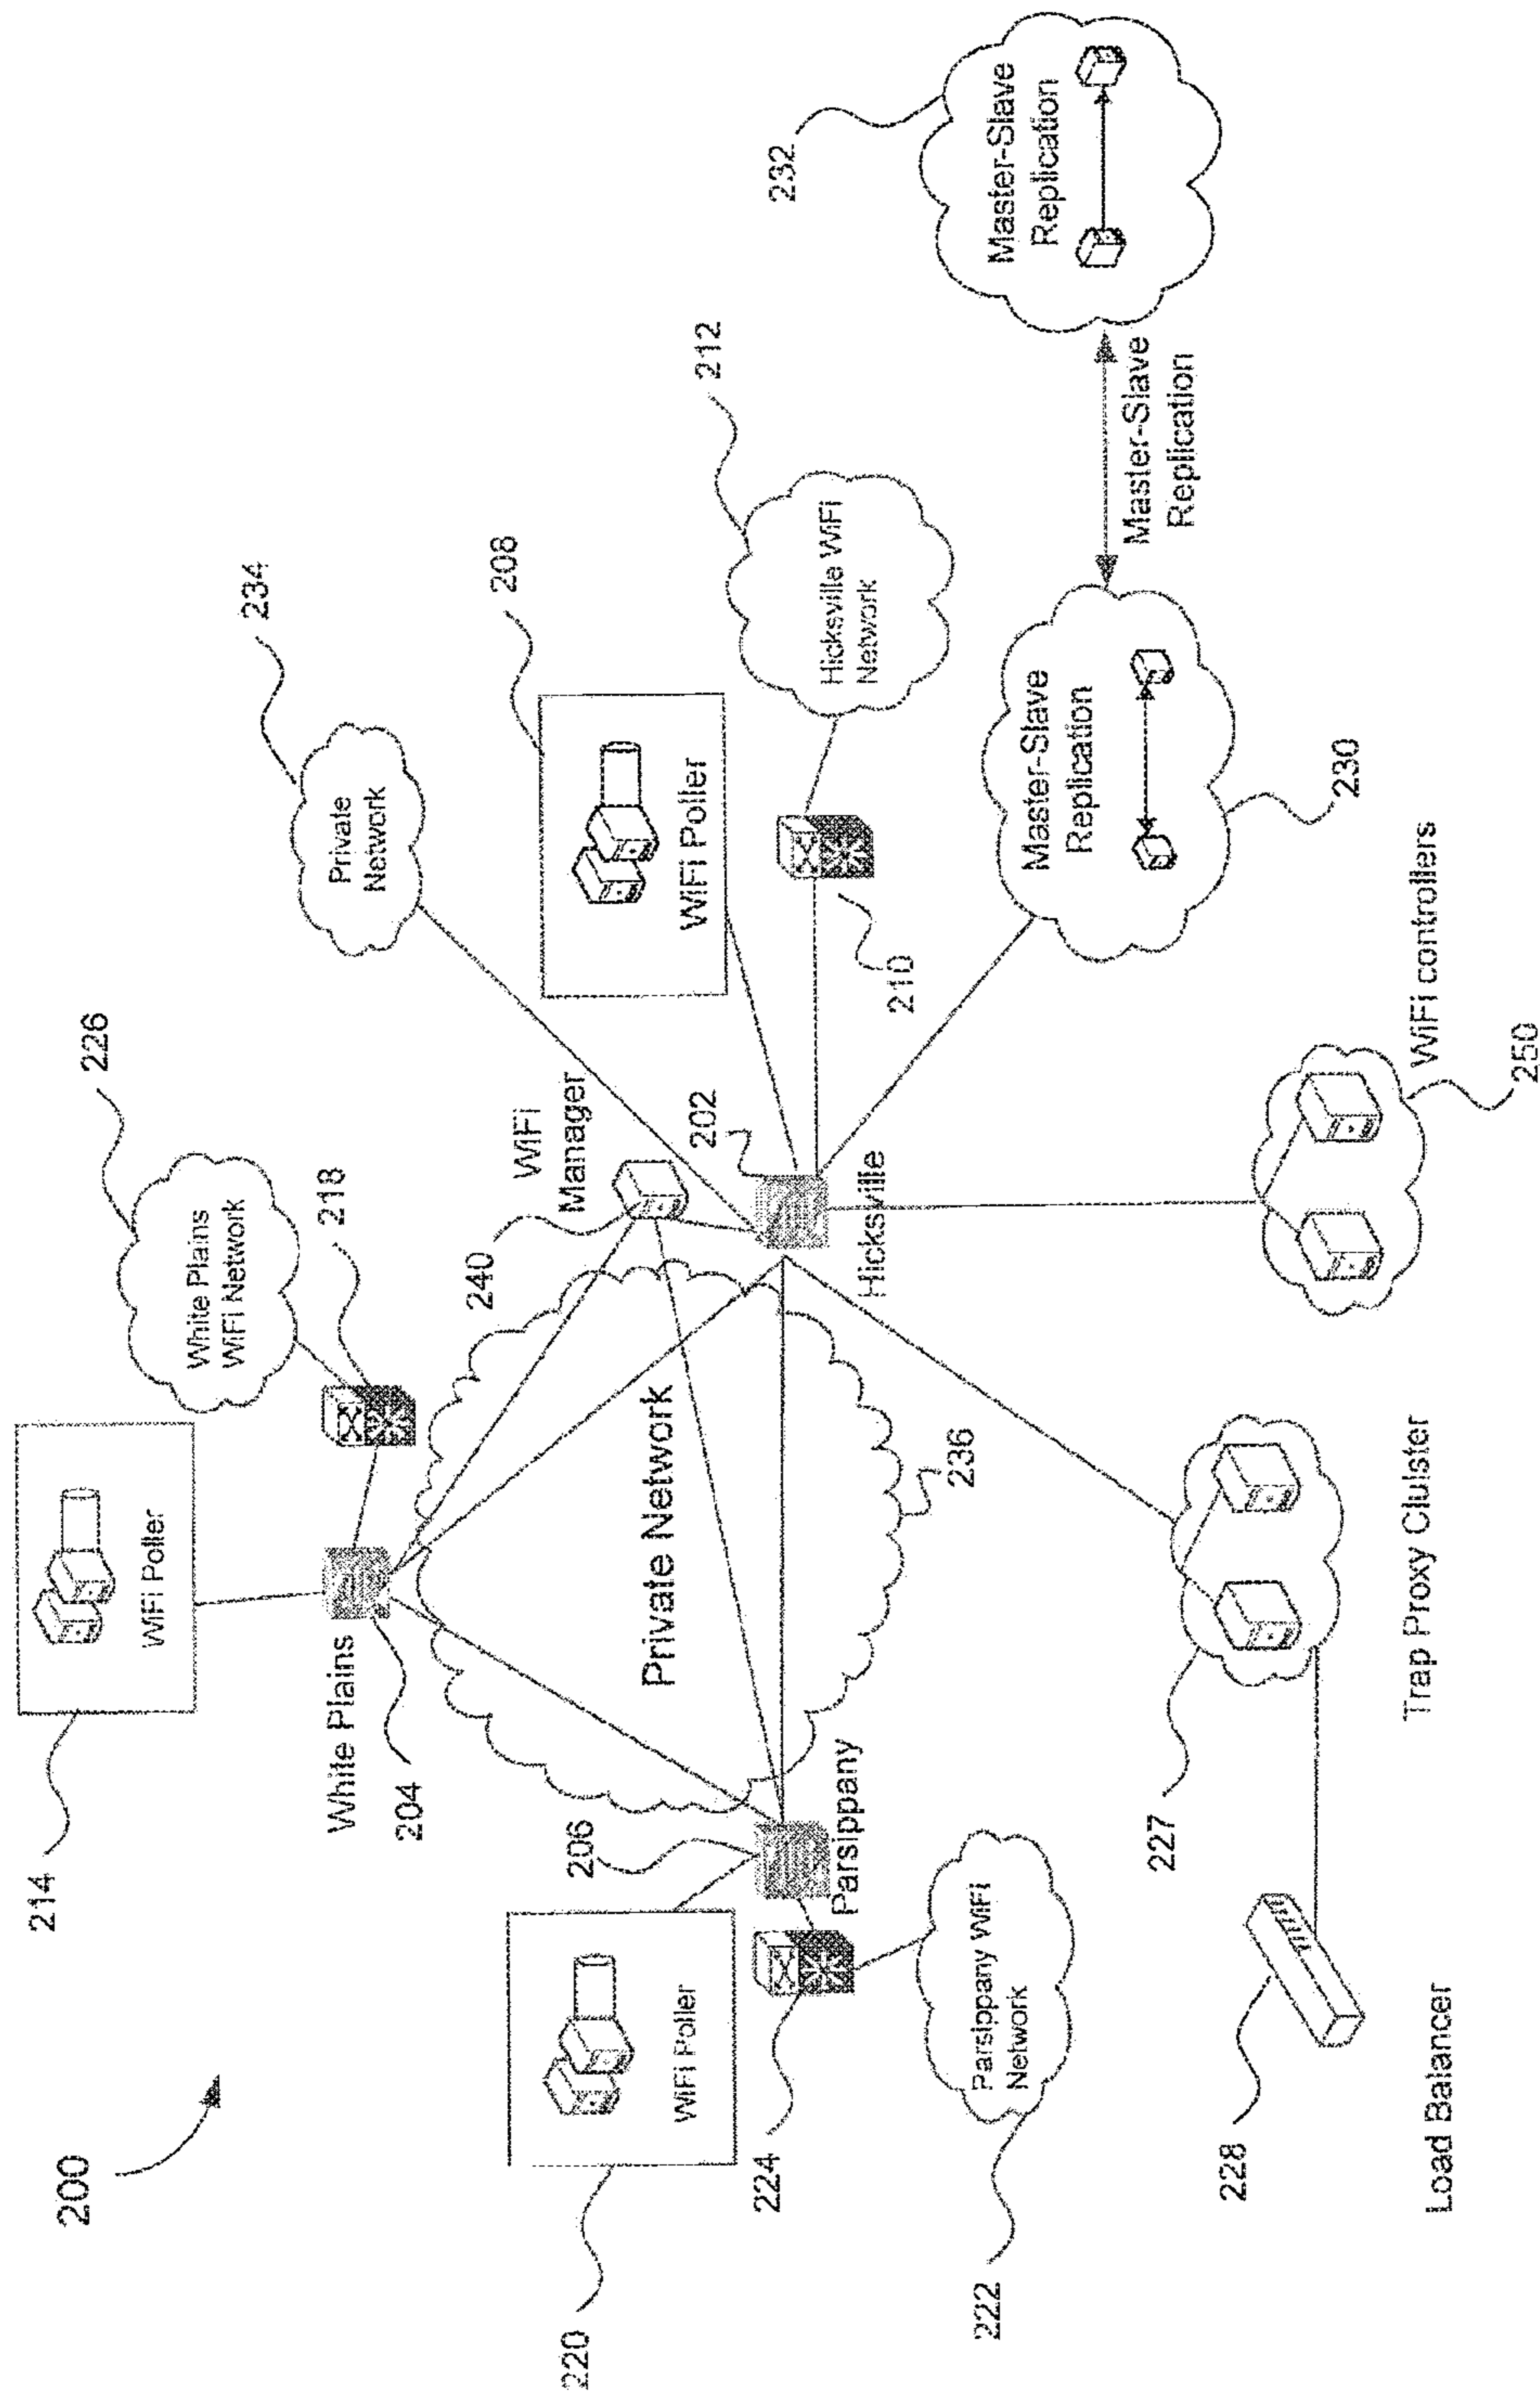 200
214
WiFi Poller
226
White Plains
WiFi Network
218
White Plains
204
234
Private
Network
220
WiFi Poller
206
Parsippany
240
WiFi
Manager
202
Hicksville
208
WiFi Poller
Private Network
236
210
212
Hicksville WiFi
Network
224
222
Parsippany WiFi
Network
232
Master-Slave
Replication
Master-Slave
Replication
Master-Slave
Replication
230
228
Load Balancer
227
Trap Proxy Clulster
WiFi controllers
250